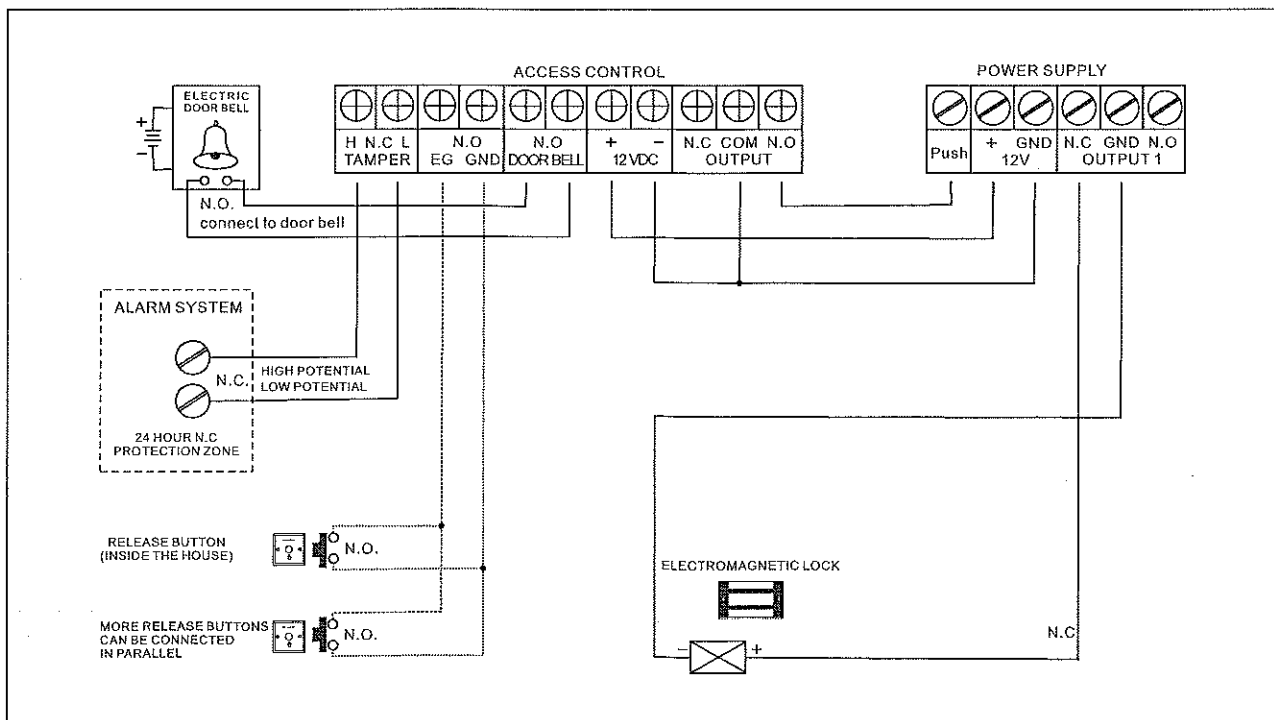 ACCESS CONTROL
POWER SUPPLY
ELECTRIC
DOOR BELL
+
−
H N.C L
TAMPER
N.O
EG GND
N.O
DOOR BELL
+ −
12 VDC
N.C COM N.O
OUTPUT
Push
+ GND
12V
N.C GND N.O
OUTPUT 1
N.O.
connect to door bell
ALARM SYSTEM
N.C.
HIGH POTENTIAL
LOW POTENTIAL
24 HOUR N.C
PROTECTION ZONE
RELEASE BUTTON
(INSIDE THE HOUSE)
N.O.
MORE RELEASE BUTTONS
CAN BE CONNECTED
IN PARALLEL
N.O.
ELECTROMAGNETIC LOCK
− +
N.C